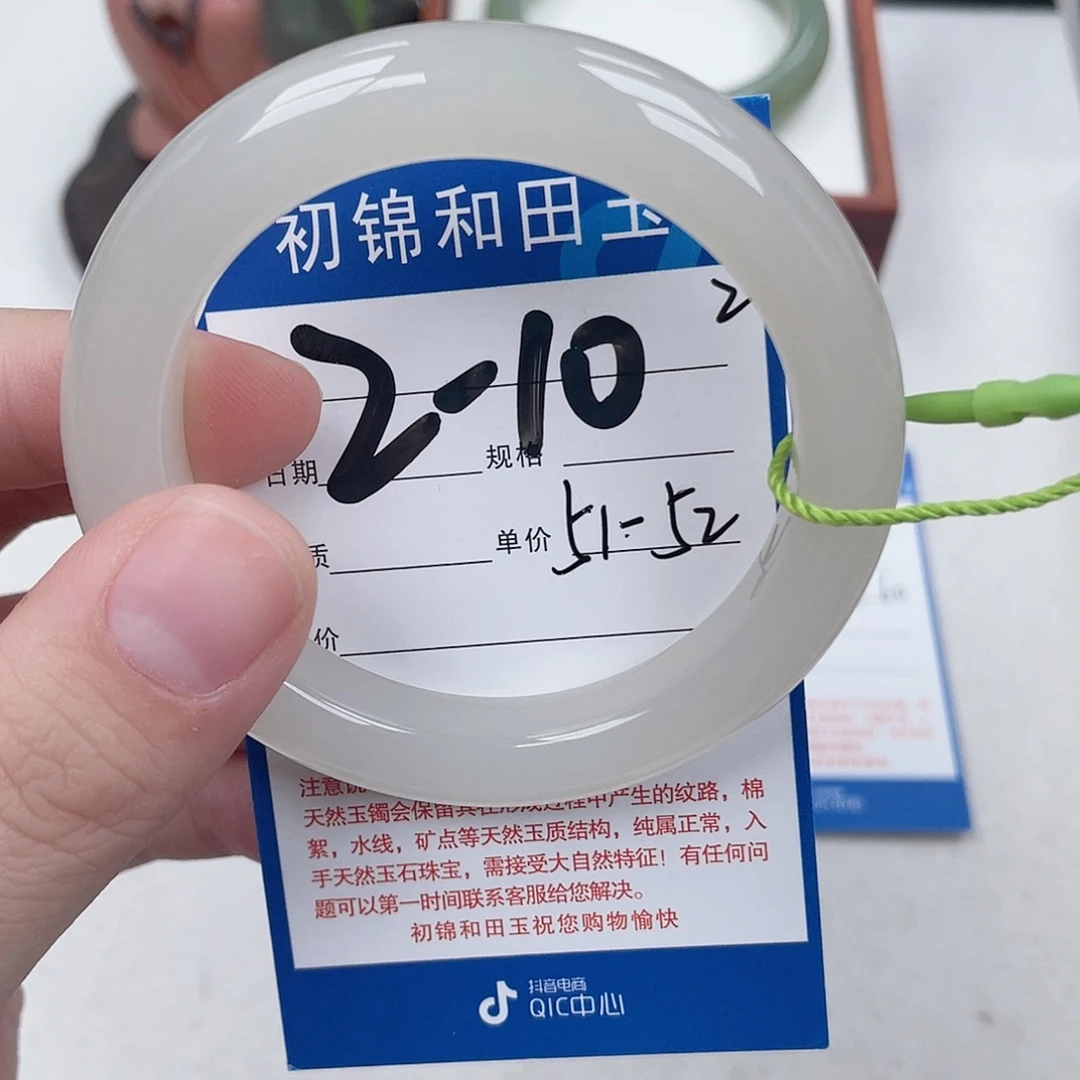 初锦和田玉
2
2-10
日期 规格
质 单价 51-52
价
注意说
天然玉镯会保留其在形成过程中产生的纹路，棉
絮，水线，矿点等天然玉质结构，纯属正常，入
手天然玉石珠宝，需接受大自然特征！有任何问
题可以第一时间联系客服给您解决。
初锦和田玉祝您购物愉快
抖音电商
QIC中心